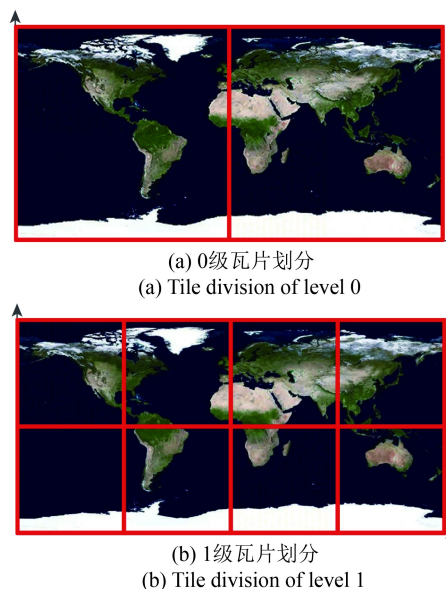 (a) 0级瓦片划分
(a) Tile division of level 0
(b) 1级瓦片划分
(b) Tile division of level 1